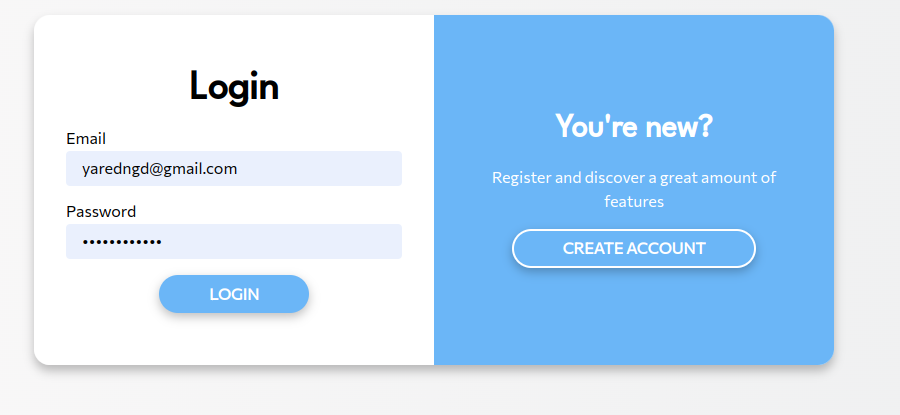 Login
Email
yaredngd@gmail.com
Password
••••••••••••
LOGIN
You're new?
Register and discover a great amount of
features
CREATE ACCOUNT